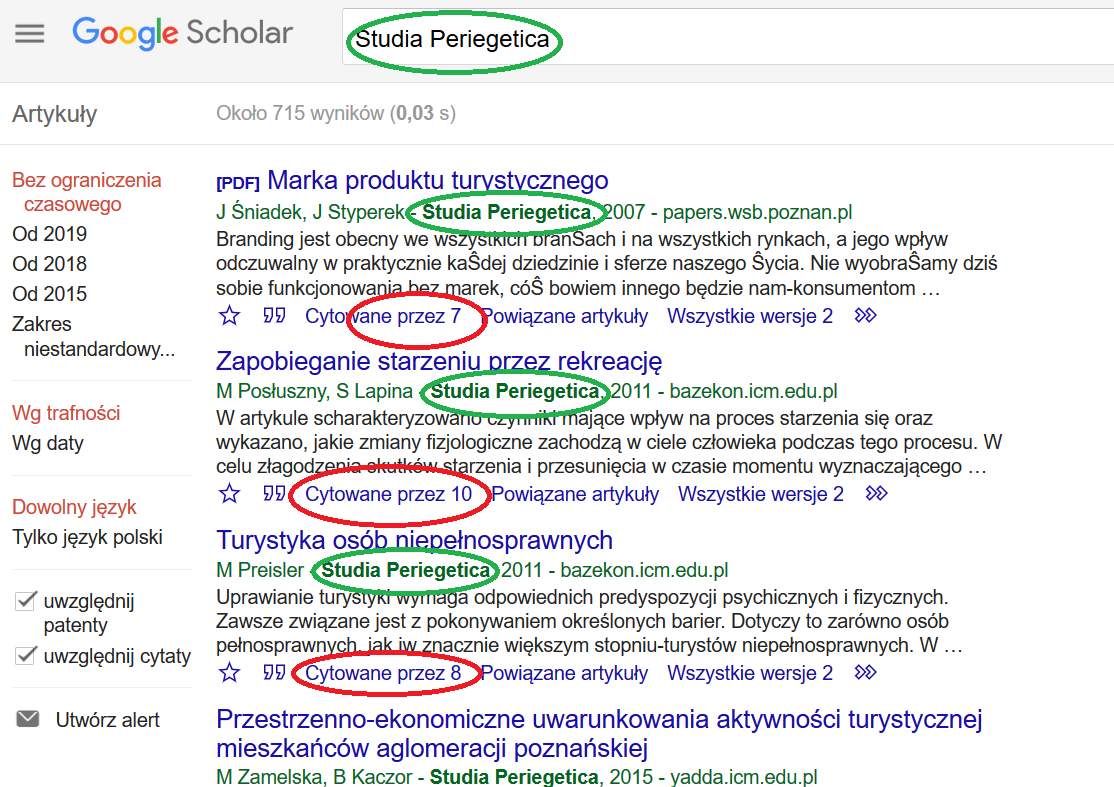 Google Scholar
Studia Periegetica
Artykuły
Około 715 wyników (0,03 s)
Bez ograniczenia
czasowego
Od 2019
Od 2018
Od 2015
Zakres
niestandardowy...
Wg trafności
Wg daty
Dowolny język
Tylko język polski
uwzględnij
patenty
uwzględnij cytaty
Utwórz alert
[PDF] Marka produktu turystycznego
J Śniadek, J Styperek - Studia Periegetica, 2007 - papers.wsb.poznan.pl
Branding jest obecny we wszystkich branŜach i na wszystkich rynkach, a jego wpływ
odczuwalny w praktycznie kaŜdej dziedzinie i sferze naszego Ŝycia. Nie wyobraŜamy dziś
sobie funkcjonowania bez marek, cóŜ bowiem innego będzie nam-konsumentom …
Cytowane przez 7 Powiązane artykuły Wszystkie wersje 2
Zapobieganie starzeniu przez rekreację
M Posłuszny, S Lapina - Studia Periegetica, 2011 - bazekon.icm.edu.pl
W artykule scharakteryzowano czynniki mające wpływ na proces starzenia się oraz
wykazano, jakie zmiany fizjologiczne zachodzą w ciele człowieka podczas tego procesu. W
celu złagodzenia skutków starzenia i przesunięcia w czasie momentu wyznaczającego …
Cytowane przez 10 Powiązane artykuły Wszystkie wersje 2
Turystyka osób niepełnosprawnych
M Preisler - Studia Periegetica, 2011 - bazekon.icm.edu.pl
Uprawianie turystyki wymaga odpowiednich predyspozycji psychicznych i fizycznych.
Zawsze związane jest z pokonywaniem określonych barier. Dotyczy to zarówno osób
pełnosprawnych, jak iw znacznie większym stopniu-turystów niepełnosprawnych. W …
Cytowane przez 8 Powiązane artykuły Wszystkie wersje 2
Przestrzenno-ekonomiczne uwarunkowania aktywności turystycznej
mieszkańców aglomeracji poznańskiej
M Zamelska, B Kaczor - Studia Periegetica, 2015 - yadda.icm.edu.pl